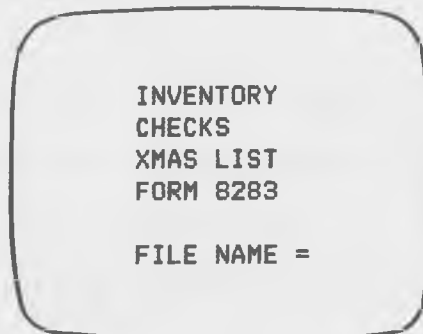 INVENTORY
CHECKS
XMAS LIST
FORM 8283
FILE NAME =